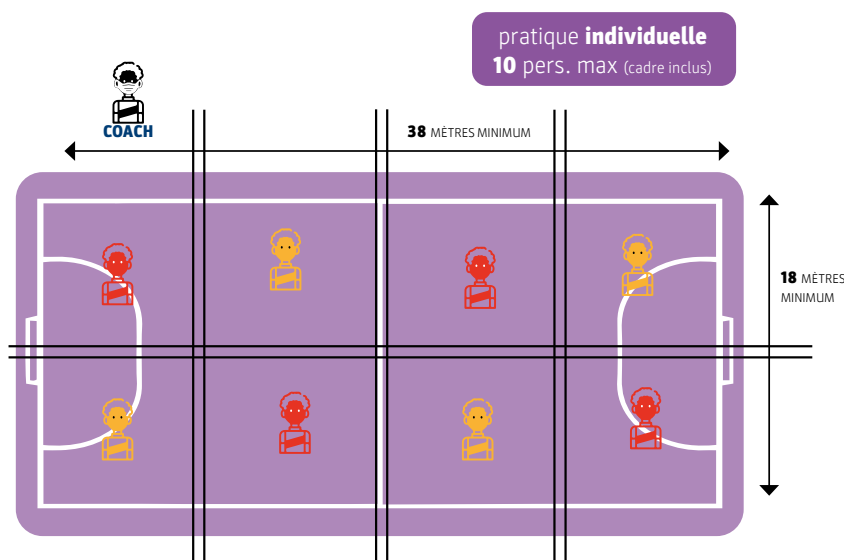 pratique individuelle
10 pers. max (cadre inclus)
COACH
38 MÈTRES MINIMUM
18 MÈTRES
MINIMUM